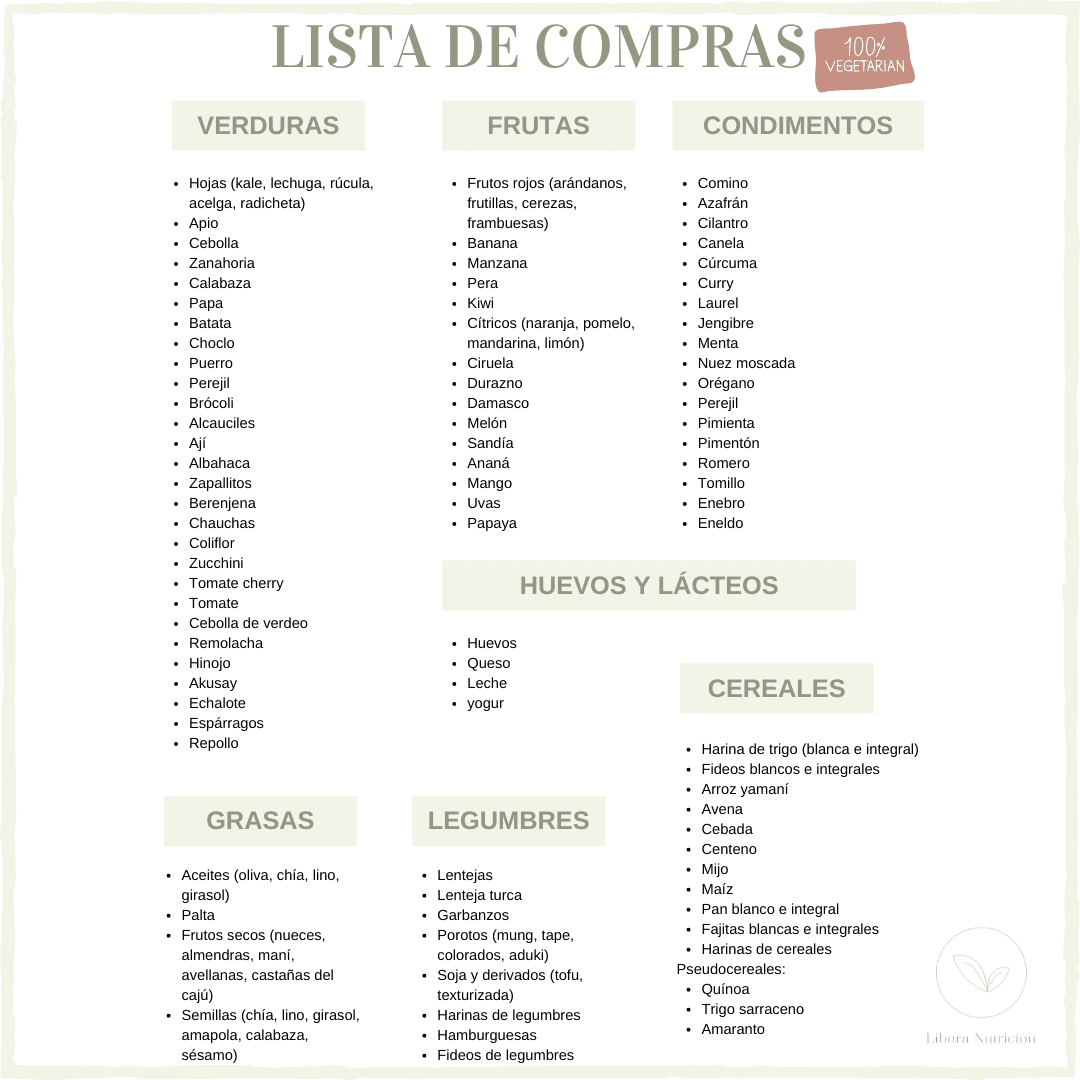 LISTA DE COMPRAS
100%
VEGETARIAN
VERDURAS
Hojas (kale, lechuga, rúcula,
acelga, radicheta)
Apio
Cebolla
Zanahoria
Calabaza
Papa
Batata
Choclo
Puerro
Perejil
Brócoli
Alcauciles
Ají
Albahaca
Zapallitos
Berenjena
Chauchas
Coliflor
Zucchini
Tomate cherry
Tomate
Cebolla de verdeo
Remolacha
Hinojo
Akusay
Echalote
Espárragos
Repollo
FRUTAS
Frutos rojos (arándanos,
frutillas, cerezas,
frambuesas)
Banana
Manzana
Pera
Kiwi
Cítricos (naranja, pomelo,
mandarina, limón)
Ciruela
Durazno
Damasco
Melón
Sandía
Ananá
Mango
Uvas
Papaya
CONDIMENTOS
Comino
Azafrán
Cilantro
Canela
Cúrcuma
Curry
Laurel
Jengibre
Menta
Nuez moscada
Orégano
Perejil
Pimienta
Pimentón
Romero
Tomillo
Enebro
Eneldo
HUEVOS Y LÁCTEOS
Huevos
Queso
Leche
yogur
CEREALES
Harina de trigo (blanca e integral)
Fideos blancos e integrales
Arroz yamaní
Avena
Cebada
Centeno
Mijo
Maíz
Pan blanco e integral
Fajitas blancas e integrales
Harinas de cereales
Pseudocereales:
Quínoa
Trigo sarraceno
Amaranto
GRASAS
Aceites (oliva, chía, lino,
girasol)
Palta
Frutos secos (nueces,
almendras, maní,
avellanas, castañas del
cajú)
Semillas (chía, lino, girasol,
amapola, calabaza,
sésamo)
LEGUMBRES
Lentejas
Lenteja turca
Garbanzos
Porotos (mung, tape,
colorados, aduki)
Soja y derivados (tofu,
texturizada)
Harinas de legumbres
Hamburguesas
Fideos de legumbres
Libera Nutrición